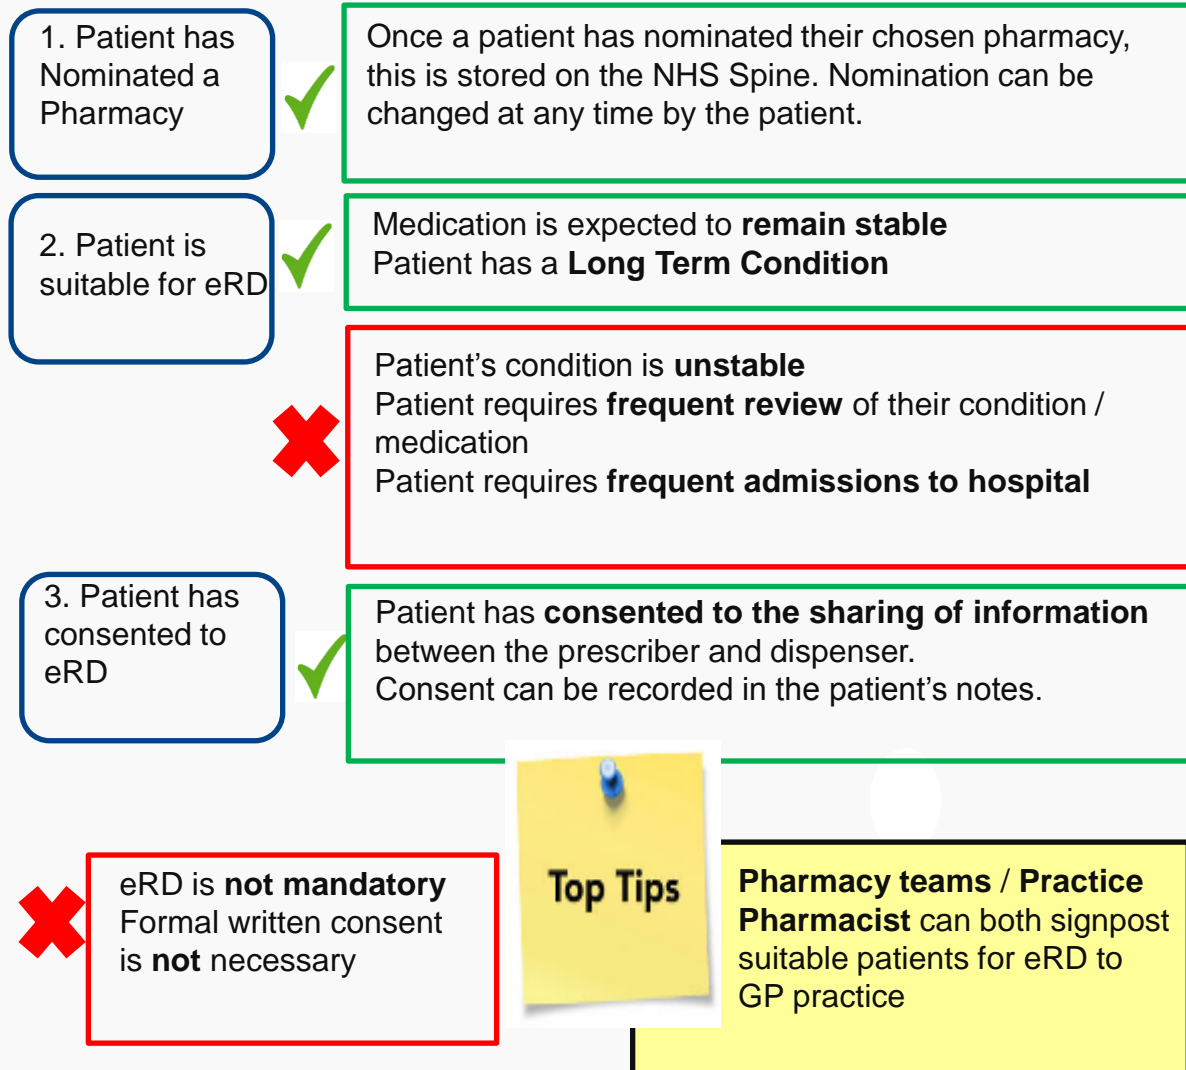 1. Patient has
Nominated a
Pharmacy
Once a patient has nominated their chosen pharmacy,
this is stored on the NHS Spine. Nomination can be
changed at any time by the patient.
2. Patient is
suitable for eRD
Medication is expected to remain stable
Patient has a Long Term Condition
Patient's condition is unstable
Patient requires frequent review of their condition /
medication
Patient requires frequent admissions to hospital
3. Patient has
consented to
eRD
Patient has consented to the sharing of information
between the prescriber and dispenser.
Consent can be recorded in the patient's notes.
eRD is not mandatory
Formal written consent
is not necessary
Top Tips
Pharmacy teams / Practice
Pharmacist can both signpost
suitable patients for eRD to
GP practice